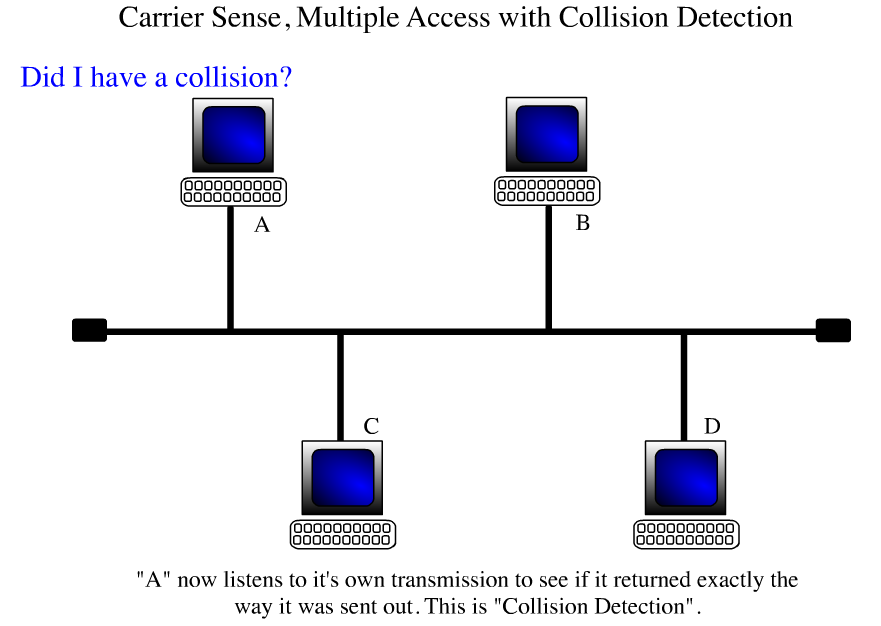 Carrier Sense, Multiple Access with Collision Detection
Did I have a collision?
A
B
C
D
"A" now listens to it's own transmission to see if it returned exactly the
way it was sent out. This is "Collision Detection".